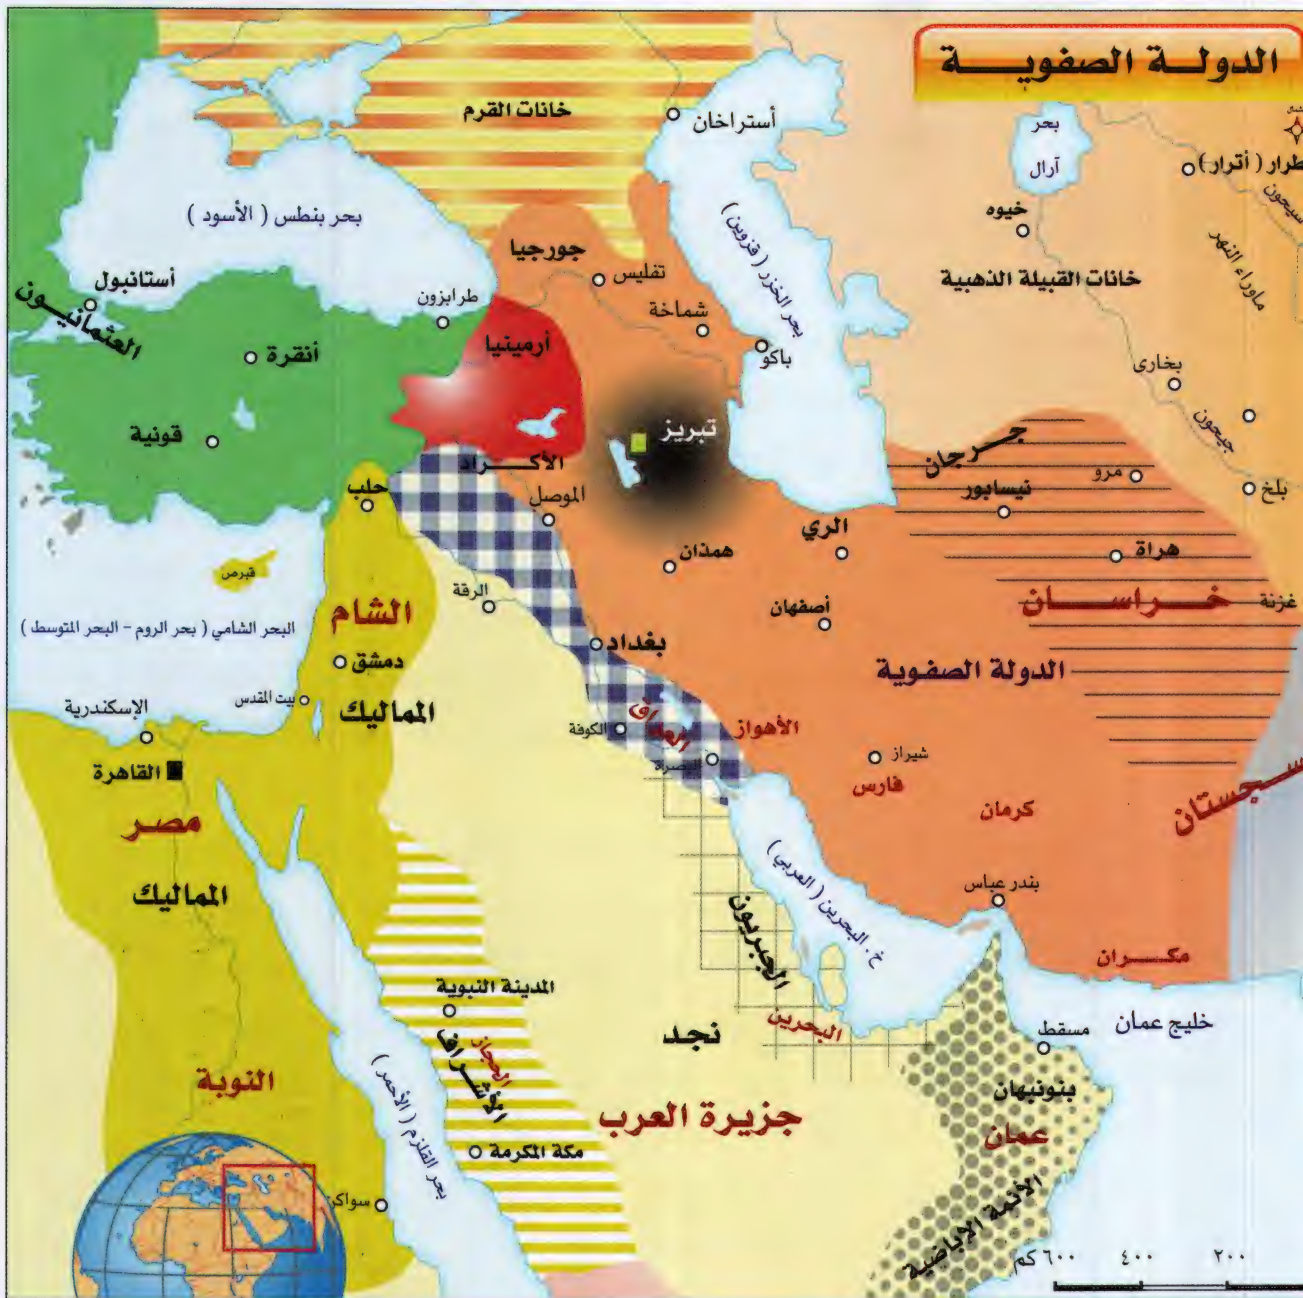 الدولة الصفوية
خانات القرم
أستراخان
بحر
آرال
طرار ( أترار )
سيحون
خيوه
ماوراء النهر
خانات القبيلة الذهبية
بحر بنطس ( الأسود )
بحر الخزر ( قزوين )
جورجيا
تفليس
شماخة
باكو
أستانبول
العثمانيون
طرابزون
أنقرة
أرمينيا
قونية
تبريز
بخارى
جيحون
بلخ
جرجان
مرو
نيسابور
هراة
غزنة
خراسان
الأكراد
الموصل
حلب
الري
همذان
أصفهان
الدولة الصفوية
قبرص
الرقة
الشام
البحر الشامي ( بحر الروم - البحر المتوسط )
دمشق
بغداد
المماليك
بيت المقدس
الإسكندرية
القاهرة
العراق
الكوفة
البصرة
الأهواز
شيراز
فارس
كرمان
سجستان
مصر
المماليك
بندر عباس
مكران
خ. البحرين ( العربي )
الجبريون
البحرين
المدينة النبوية
الحجاز
الأشراف
نجد
خليج عمان
مسقط
بنونبهان
عمان
الأئمة الإباضية
النوبة
بحر القلزم ( الأحمر )
جزيرة العرب
مكة المكرمة
سواكن
٢٠٠ ٤٠٠ ٦٠٠ كم